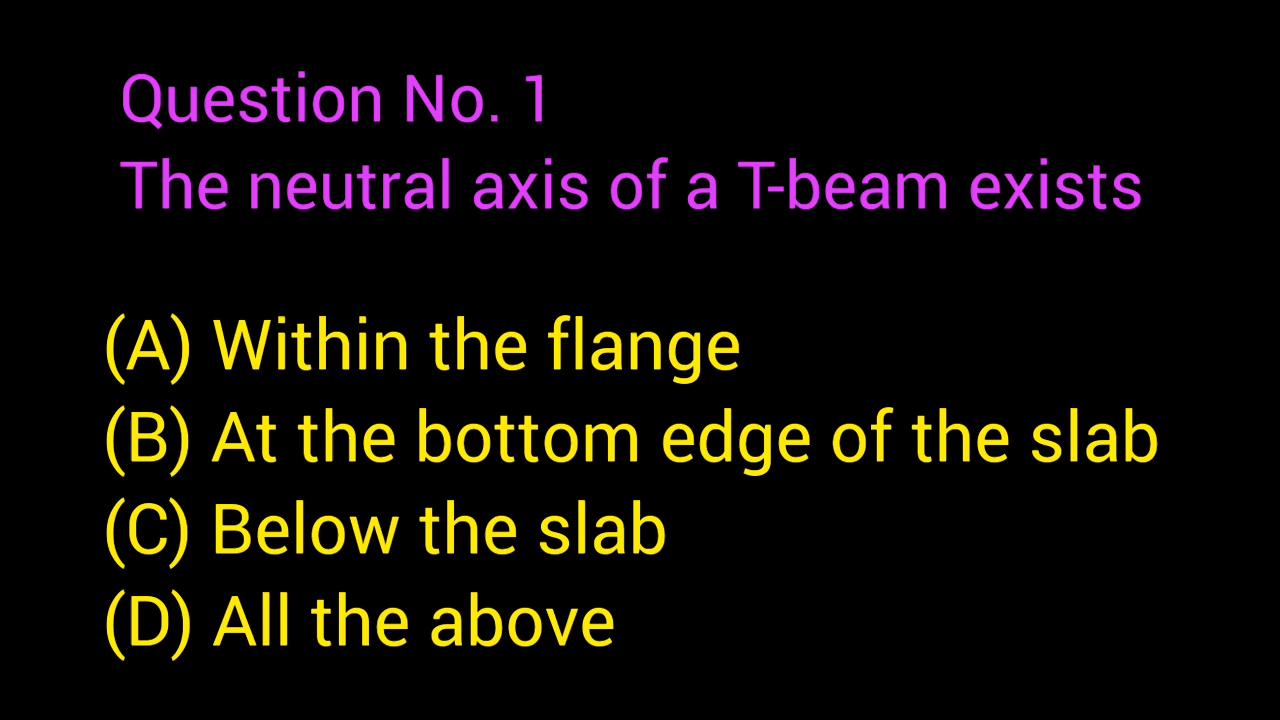 Question No. 1
The neutral axis of a T-beam exists
(A) Within the flange
(B) At the bottom edge of the slab
(C) Below the slab
(D) All the above